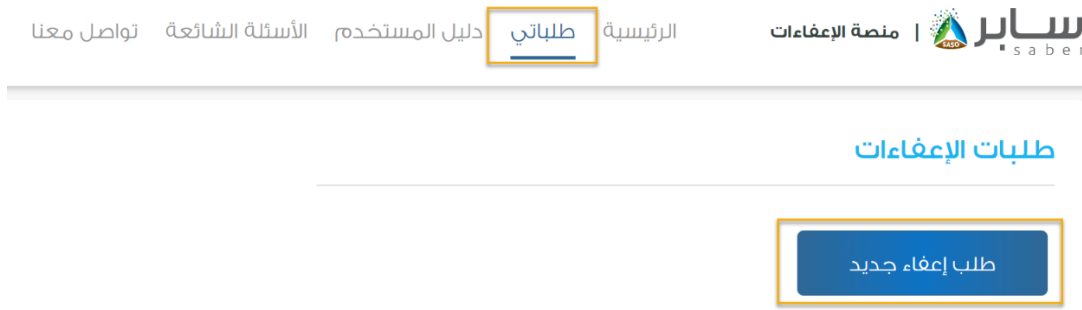 سابر
saber
SASO
| منصة الإعفاءات
الرئيسية
طلباتي
دليل المستخدم
الأسئلة الشائعة
تواصل معنا
طلبات الإعفاءات
طلب إعفاء جديد